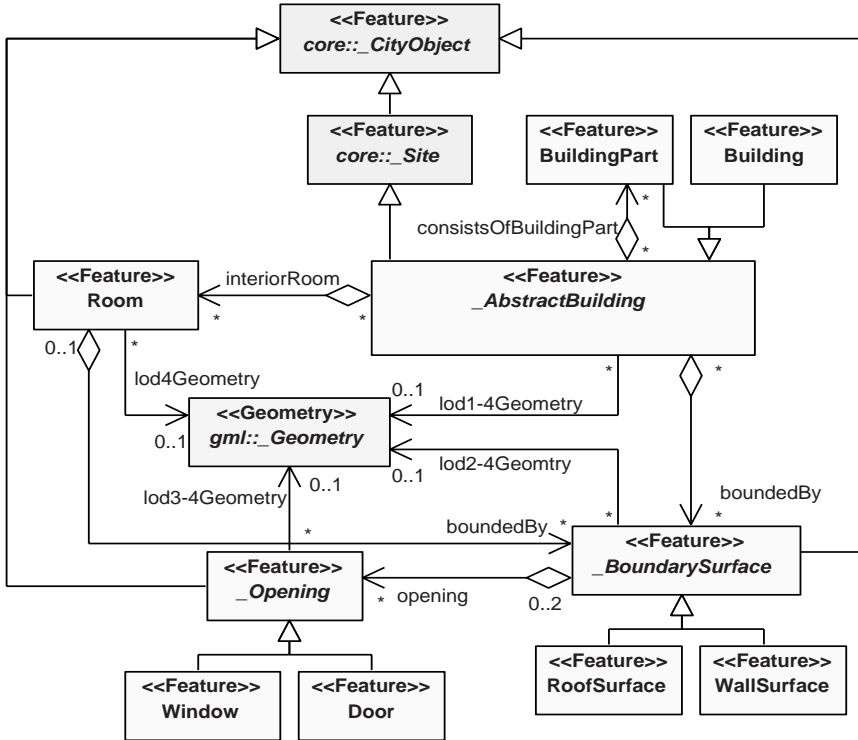 <<Feature>>
core::_CityObject
<<Feature>>
core::_Site
<<Feature>>
BuildingPart
<<Feature>>
Building
*
consistsOfBuildingPart
*
<<Feature>>
Room
interiorRoom
*
*
<<Feature>>
_AbstractBuilding
0..1
*
lod4Geometry
0..1
*
*
0..1
lod1-4Geometry
<<Geometry>>
gml::_Geometry
lod2-4Geomtry
0..1
lod3-4Geometry
0..1
boundedBy
*
*
*
boundedBy
*
<<Feature>>
_Opening
<<Feature>>
_BoundarySurface
*
opening
0..2
<<Feature>>
Window
<<Feature>>
Door
<<Feature>>
RoofSurface
<<Feature>>
WallSurface